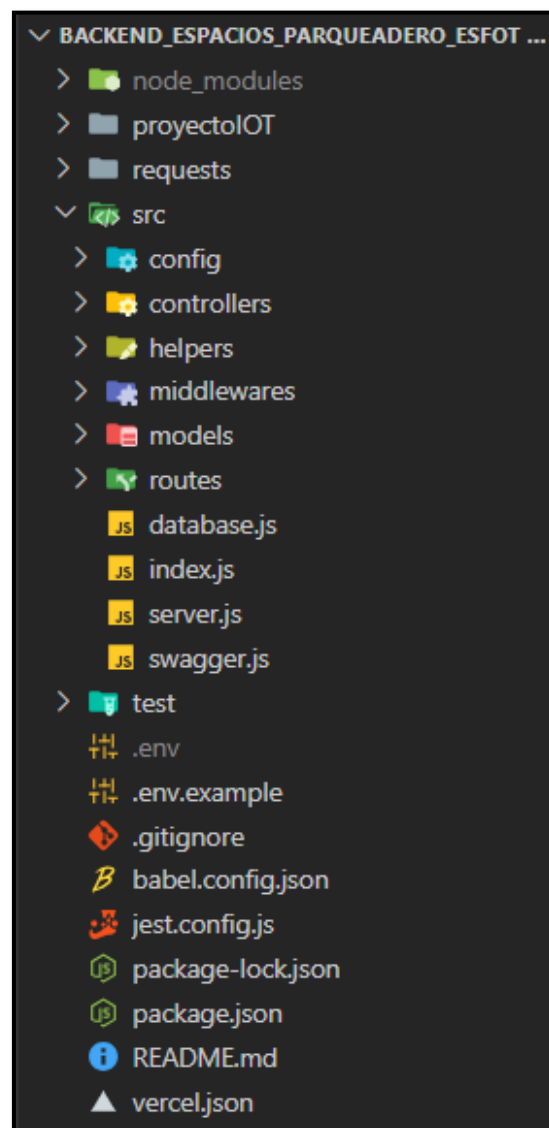 BACKEND_ESPACIOS_PARQUEADERO_ESFOT ...
node_modules
proyectoIOT
requests
src
config
controllers
helpers
middlewares
models
routes
JS database.js
JS index.js
JS server.js
JS swagger.js
test
.env
.env.example
.gitignore
B babel.config.json
jest.config.js
JS package-lock.json
JS package.json
i README.md
vercel.json